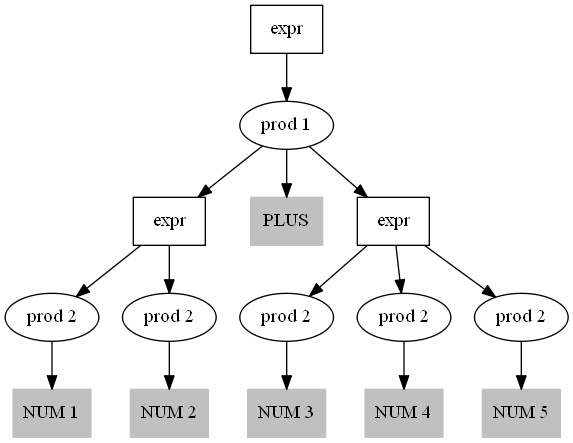 expr
prod 1
expr
PLUS
expr
prod 2
prod 2
prod 2
prod 2
prod 2
NUM 1
NUM 2
NUM 3
NUM 4
NUM 5